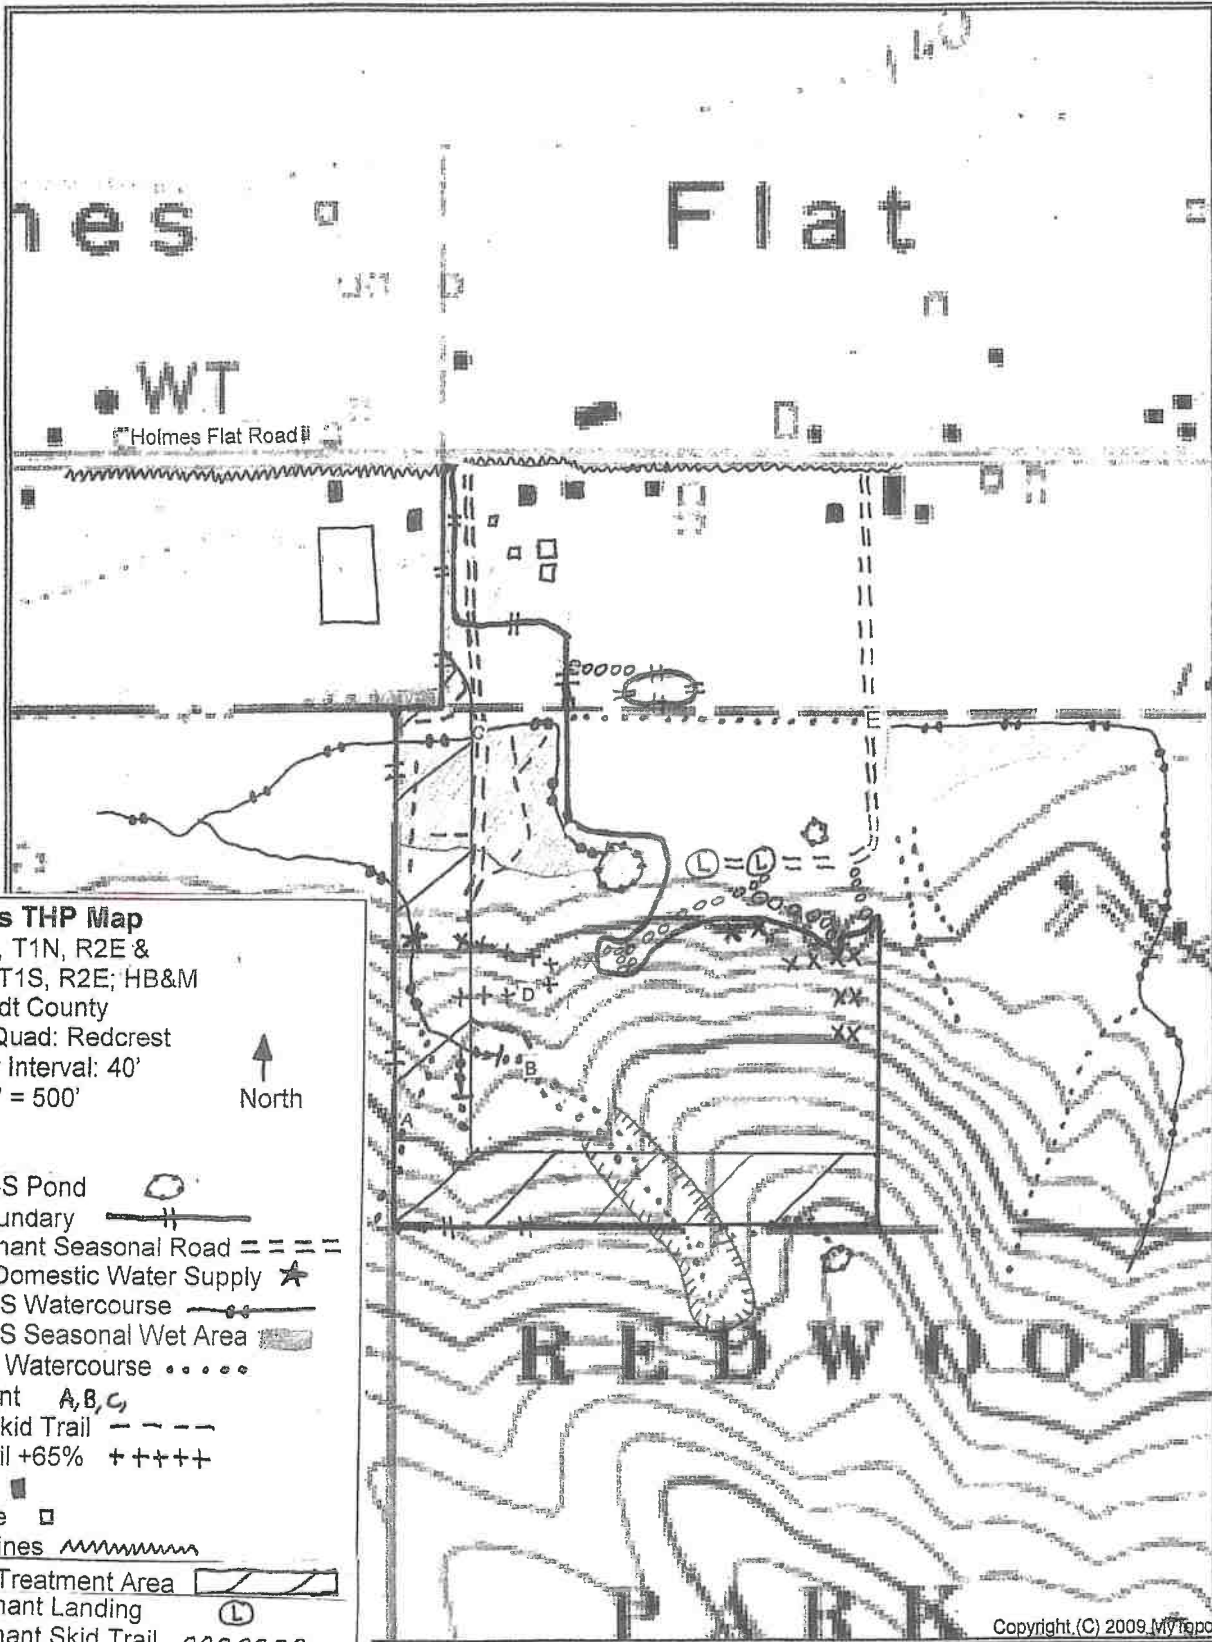 nes Flat
WT
Holmes Flat Road
C
E
L = L = =
D
B
A
s THP Map
, T1N, R2E &
T1S, R2E; HB&M
dt County
Quad: Redcrest
Interval: 40'
' = 500'
North
S Pond
undary
nant Seasonal Road
Domestic Water Supply
S Watercourse
S Seasonal Wet Area
Watercourse
nt A, B, C,
kid Trail
il +65%
e
ines
Treatment Area
nant Landing L
nant Skid Trail
REDWOOD
PARK
Copyright (C) 2009 MyTopo